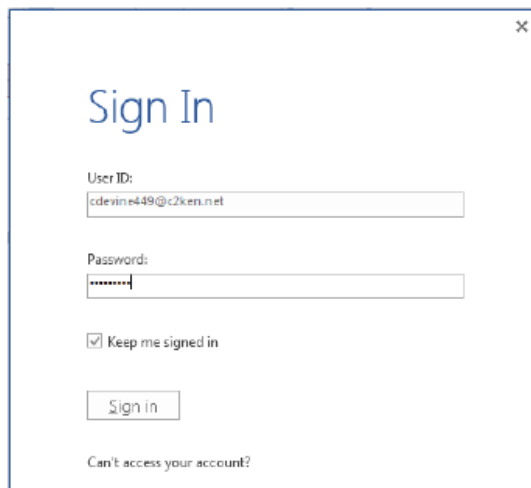 Sign In
User ID:
cdevine449@c2ken.net
Password:
Keep me signed in
Sign in
Can't access your account?